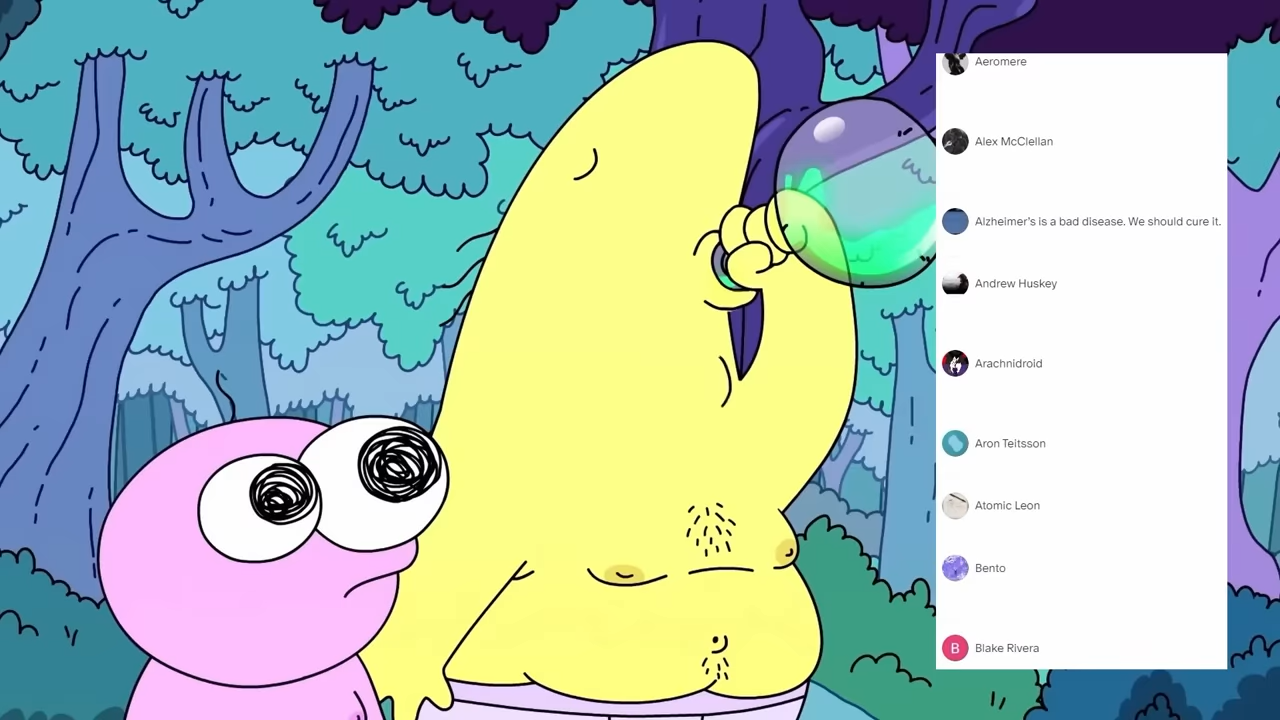 Aeromere
Alex McClellan
Alzheimer's is a bad disease. We should cure it.
Andrew Huskey
Arachnidroid
Aron Teitsson
Atomic Leon
Bento
B
Blake Rivera